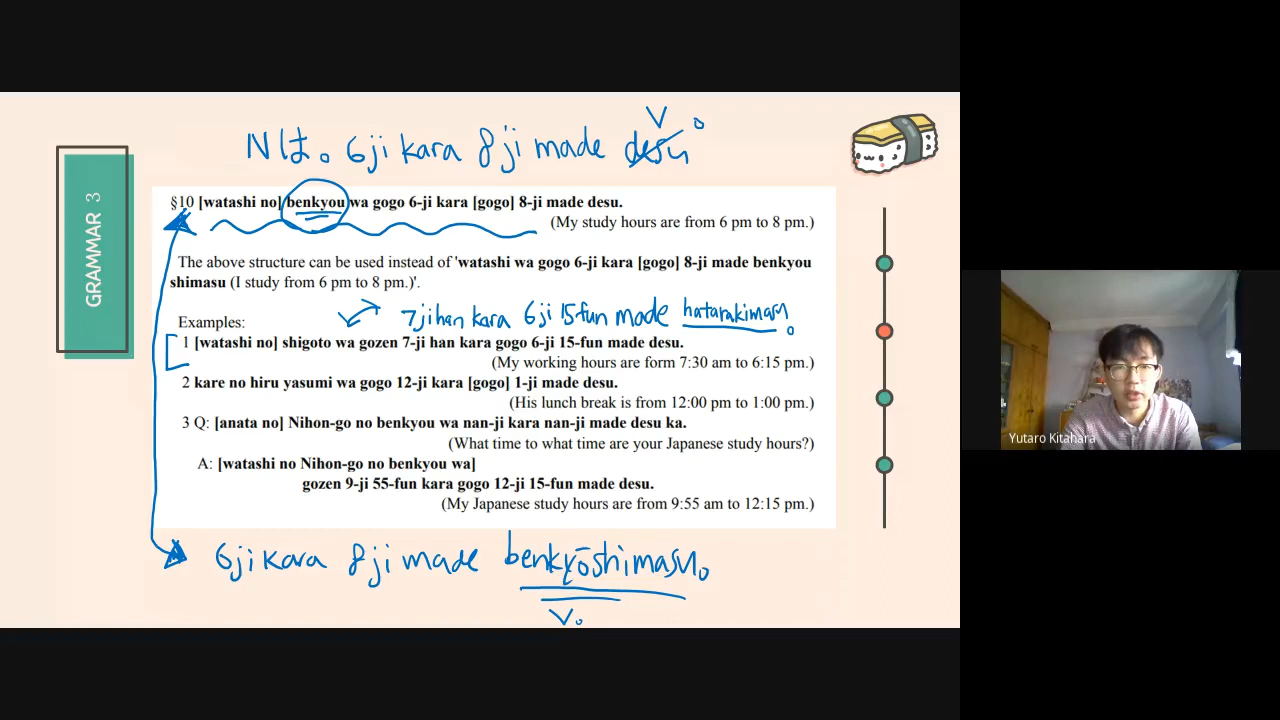 GRAMMAR 3
V
Nは。6ji kara 8ji made desu。
§10 [watashi no] benkyou wa gogo 6-ji kara [gogo] 8-ji made desu.
(My study hours are from 6 pm to 8 pm.)
The above structure can be used instead of 'watashi wa gogo 6-ji kara [gogo] 8-ji made benkyou
shimasu (I study from 6 pm to 8 pm.)'.
7jihan kara 6ji 15fun made hatarakimasu。
Examples:
1 [watashi no] shigoto wa gozen 7-ji han kara gogo 6-ji 15-fun made desu.
(My working hours are form 7:30 am to 6:15 pm.)
2 kare no hiru yasumi wa gogo 12-ji kara [gogo] 1-ji made desu.
(His lunch break is from 12:00 pm to 1:00 pm.)
3 Q: [anata no] Nihon-go no benkyou wa nan-ji kara nan-ji made desu ka.
(What time to what time are your Japanese study hours?)
A: [watashi no Nihon-go no benkyou wa]
gozen 9-ji 55-fun kara gogo 12-ji 15-fun made desu.
(My Japanese study hours are from 9:55 am to 12:15 pm.)
6ji kara 8ji made benkyōshimasu。
V。
Yutaro Kitahara